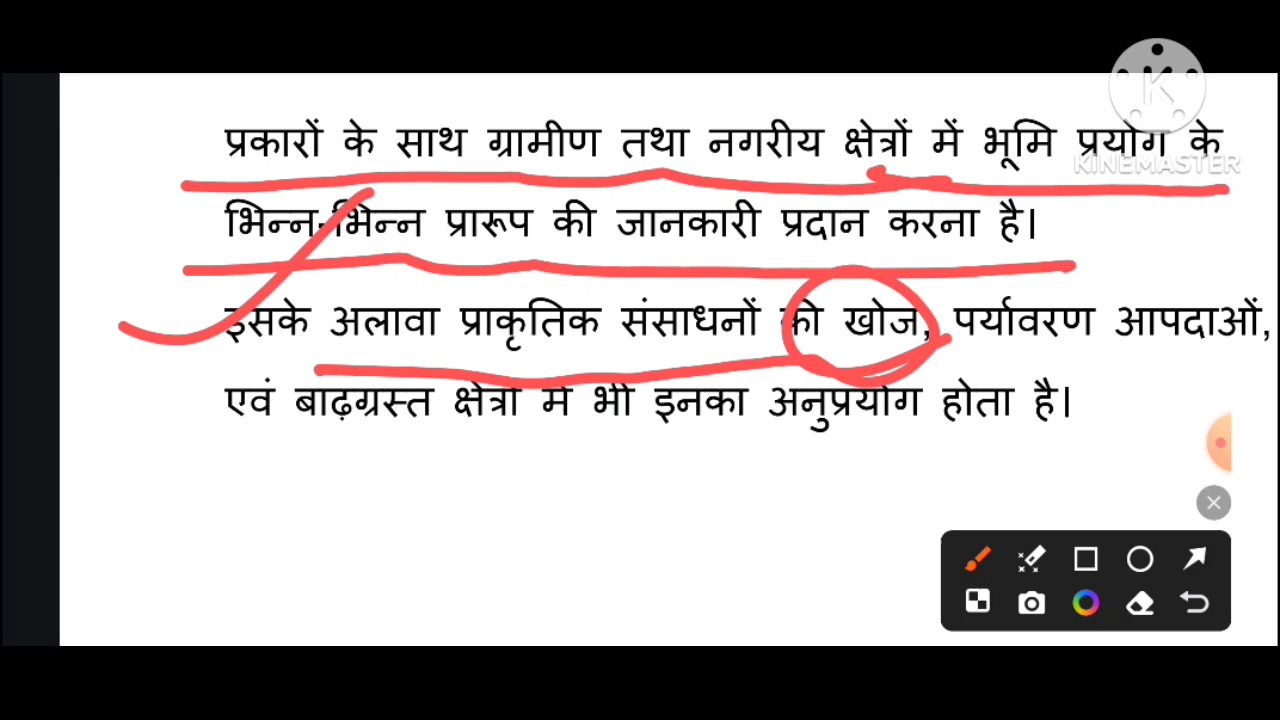 प्रकारों के साथ ग्रामीण तथा नगरीय क्षेत्रों में भूमि प्रयोग के
भिन्न-भिन्न प्रारूप की जानकारी प्रदान करना है।
इसके अलावा प्राकृतिक संसाधनों की खोज, पर्यावरण आपदाओं,
एवं बाढ़ग्रस्त क्षेत्रों में भी इनका अनुप्रयोग होता है।
K
KINEMASTER